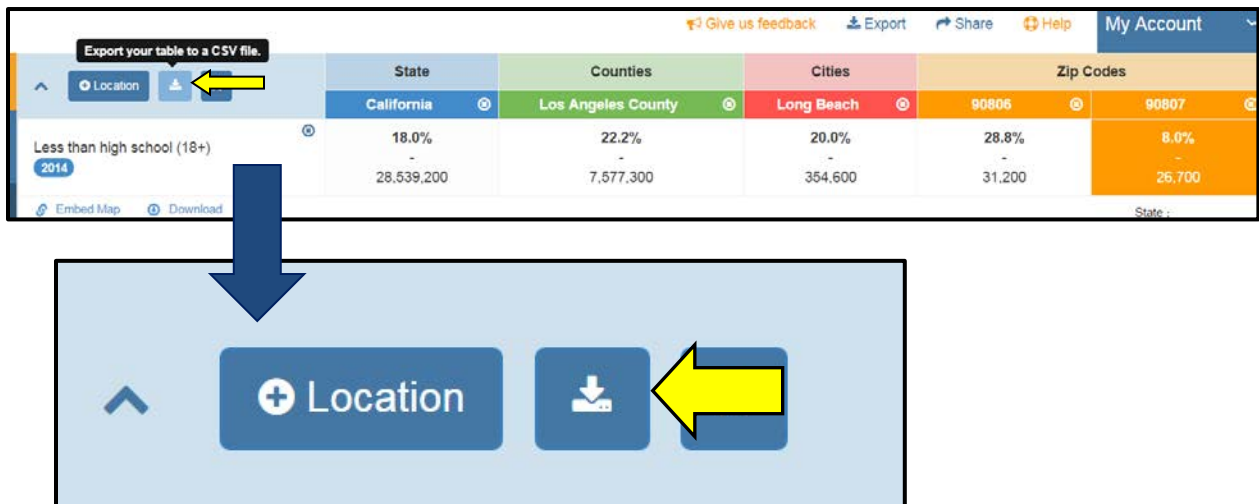 Give us feedback Export Share Help My Account
Export your table to a CSV file.
Location
State Counties Cities Zip Codes
California Los Angeles County Long Beach 90806 90807
Less than high school (18+)
2014
18.0% 22.2% 20.0% 28.8% 8.0%
- - - - -
28,539,200 7,577,300 354,600 31,200 26,700
Embed Map Download
State :
Location